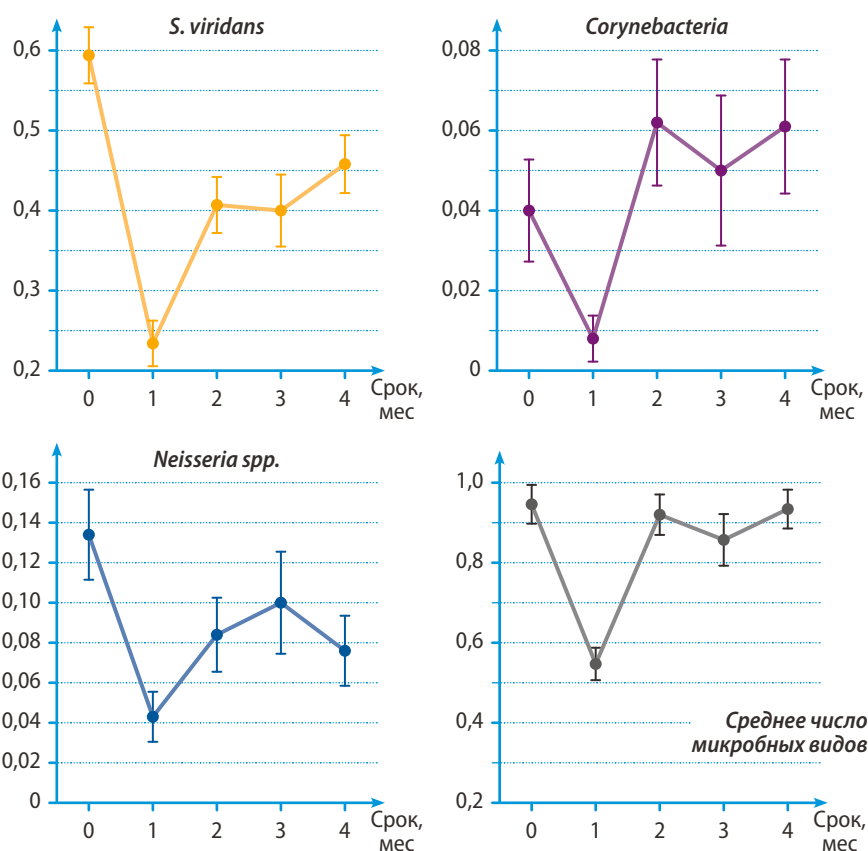 S. viridans
0,6
0,5
0,4
0,3
0,2
0 1 2 3 4
Срок,
мес
Corynebacteria
0,08
0,06
0,04
0,02
0
0 1 2 3 4
Срок,
мес
Neisseria spp.
0,16
0,14
0,12
0,10
0,08
0,06
0,04
0,02
0
0 1 2 3 4
Срок,
мес
1,0
0,8
0,6
0,4
0,2
Среднее число
микробных видов
0 1 2 3 4
Срок,
мес